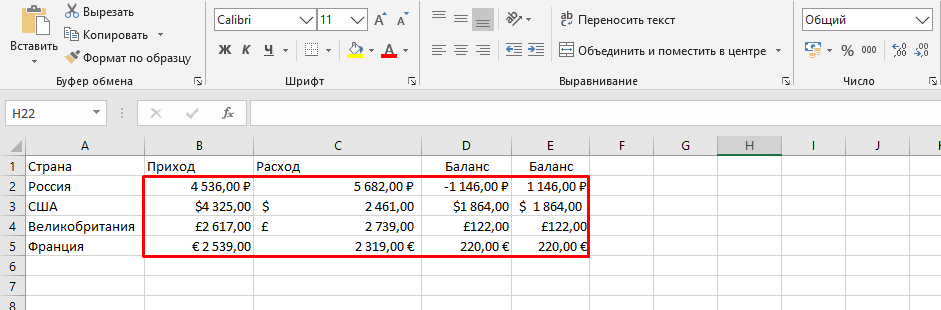 Вырезать
Копировать
Формат по образцу
Вставить
Буфер обмена
Calibri 11 A A
Ж К Ч А
Шрифт
ab Переносить текст
Объединить и поместить в центре
Выравнивание
Общий
% 000 ,00 ,0
Число
H22 fx
A B C D E F G H I J K
1 Страна Приход Расход Баланс Баланс
2 Россия 4 536,00 ₽ 5 682,00 ₽ -1 146,00 ₽ 1 146,00 ₽
3 США $4 325,00 $ 2 461,00 $1 864,00 $ 1 864,00
4 Великобритания £2 617,00 £ 2 739,00 £122,00 £122,00
5 Франция € 2 539,00 2 319,00 € 220,00 € 220,00 €
6
7
8